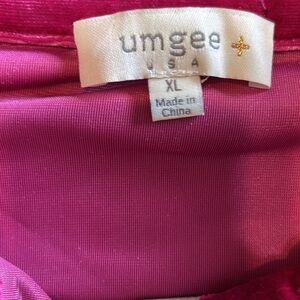 umgee +
USA
XL
Made in
China